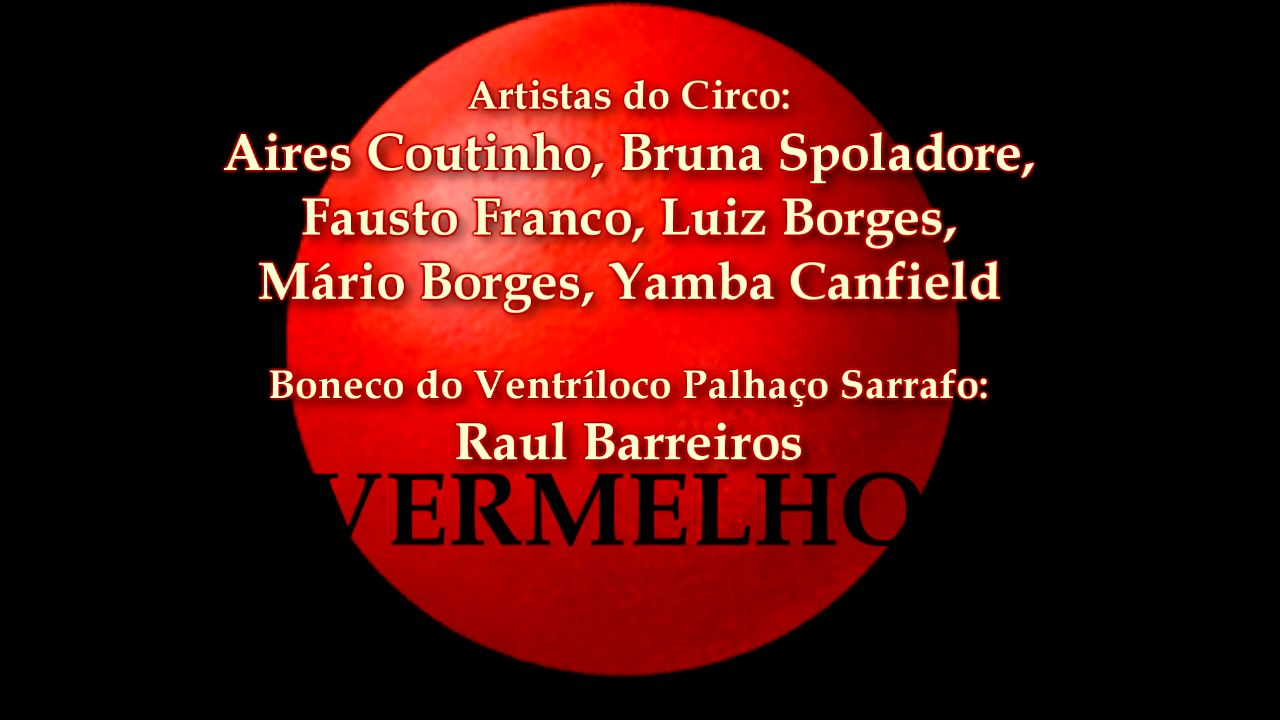 Artistas do Circo:
Aires Coutinho, Bruna Spoladore,
Fausto Franco, Luiz Borges,
Mário Borges, Yamba Canfield
Boneco do Ventríloco Palhaço Sarrafo:
Raul Barreiros
VERMELHO